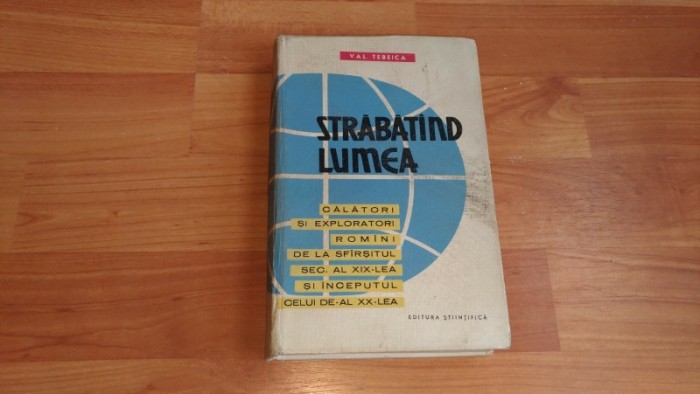 VAL TEBEICA
STRĂBĂTÎND
LUMEA
CĂLĂTORI
ȘI EXPLORATORI
ROMÎNI
DE LA SFÎRȘITUL
SEC. AL XIX-LEA
ȘI ÎNCEPUTUL
CELUI DE-AL XX-LEA
EDITURA ȘTIINȚIFICĂ